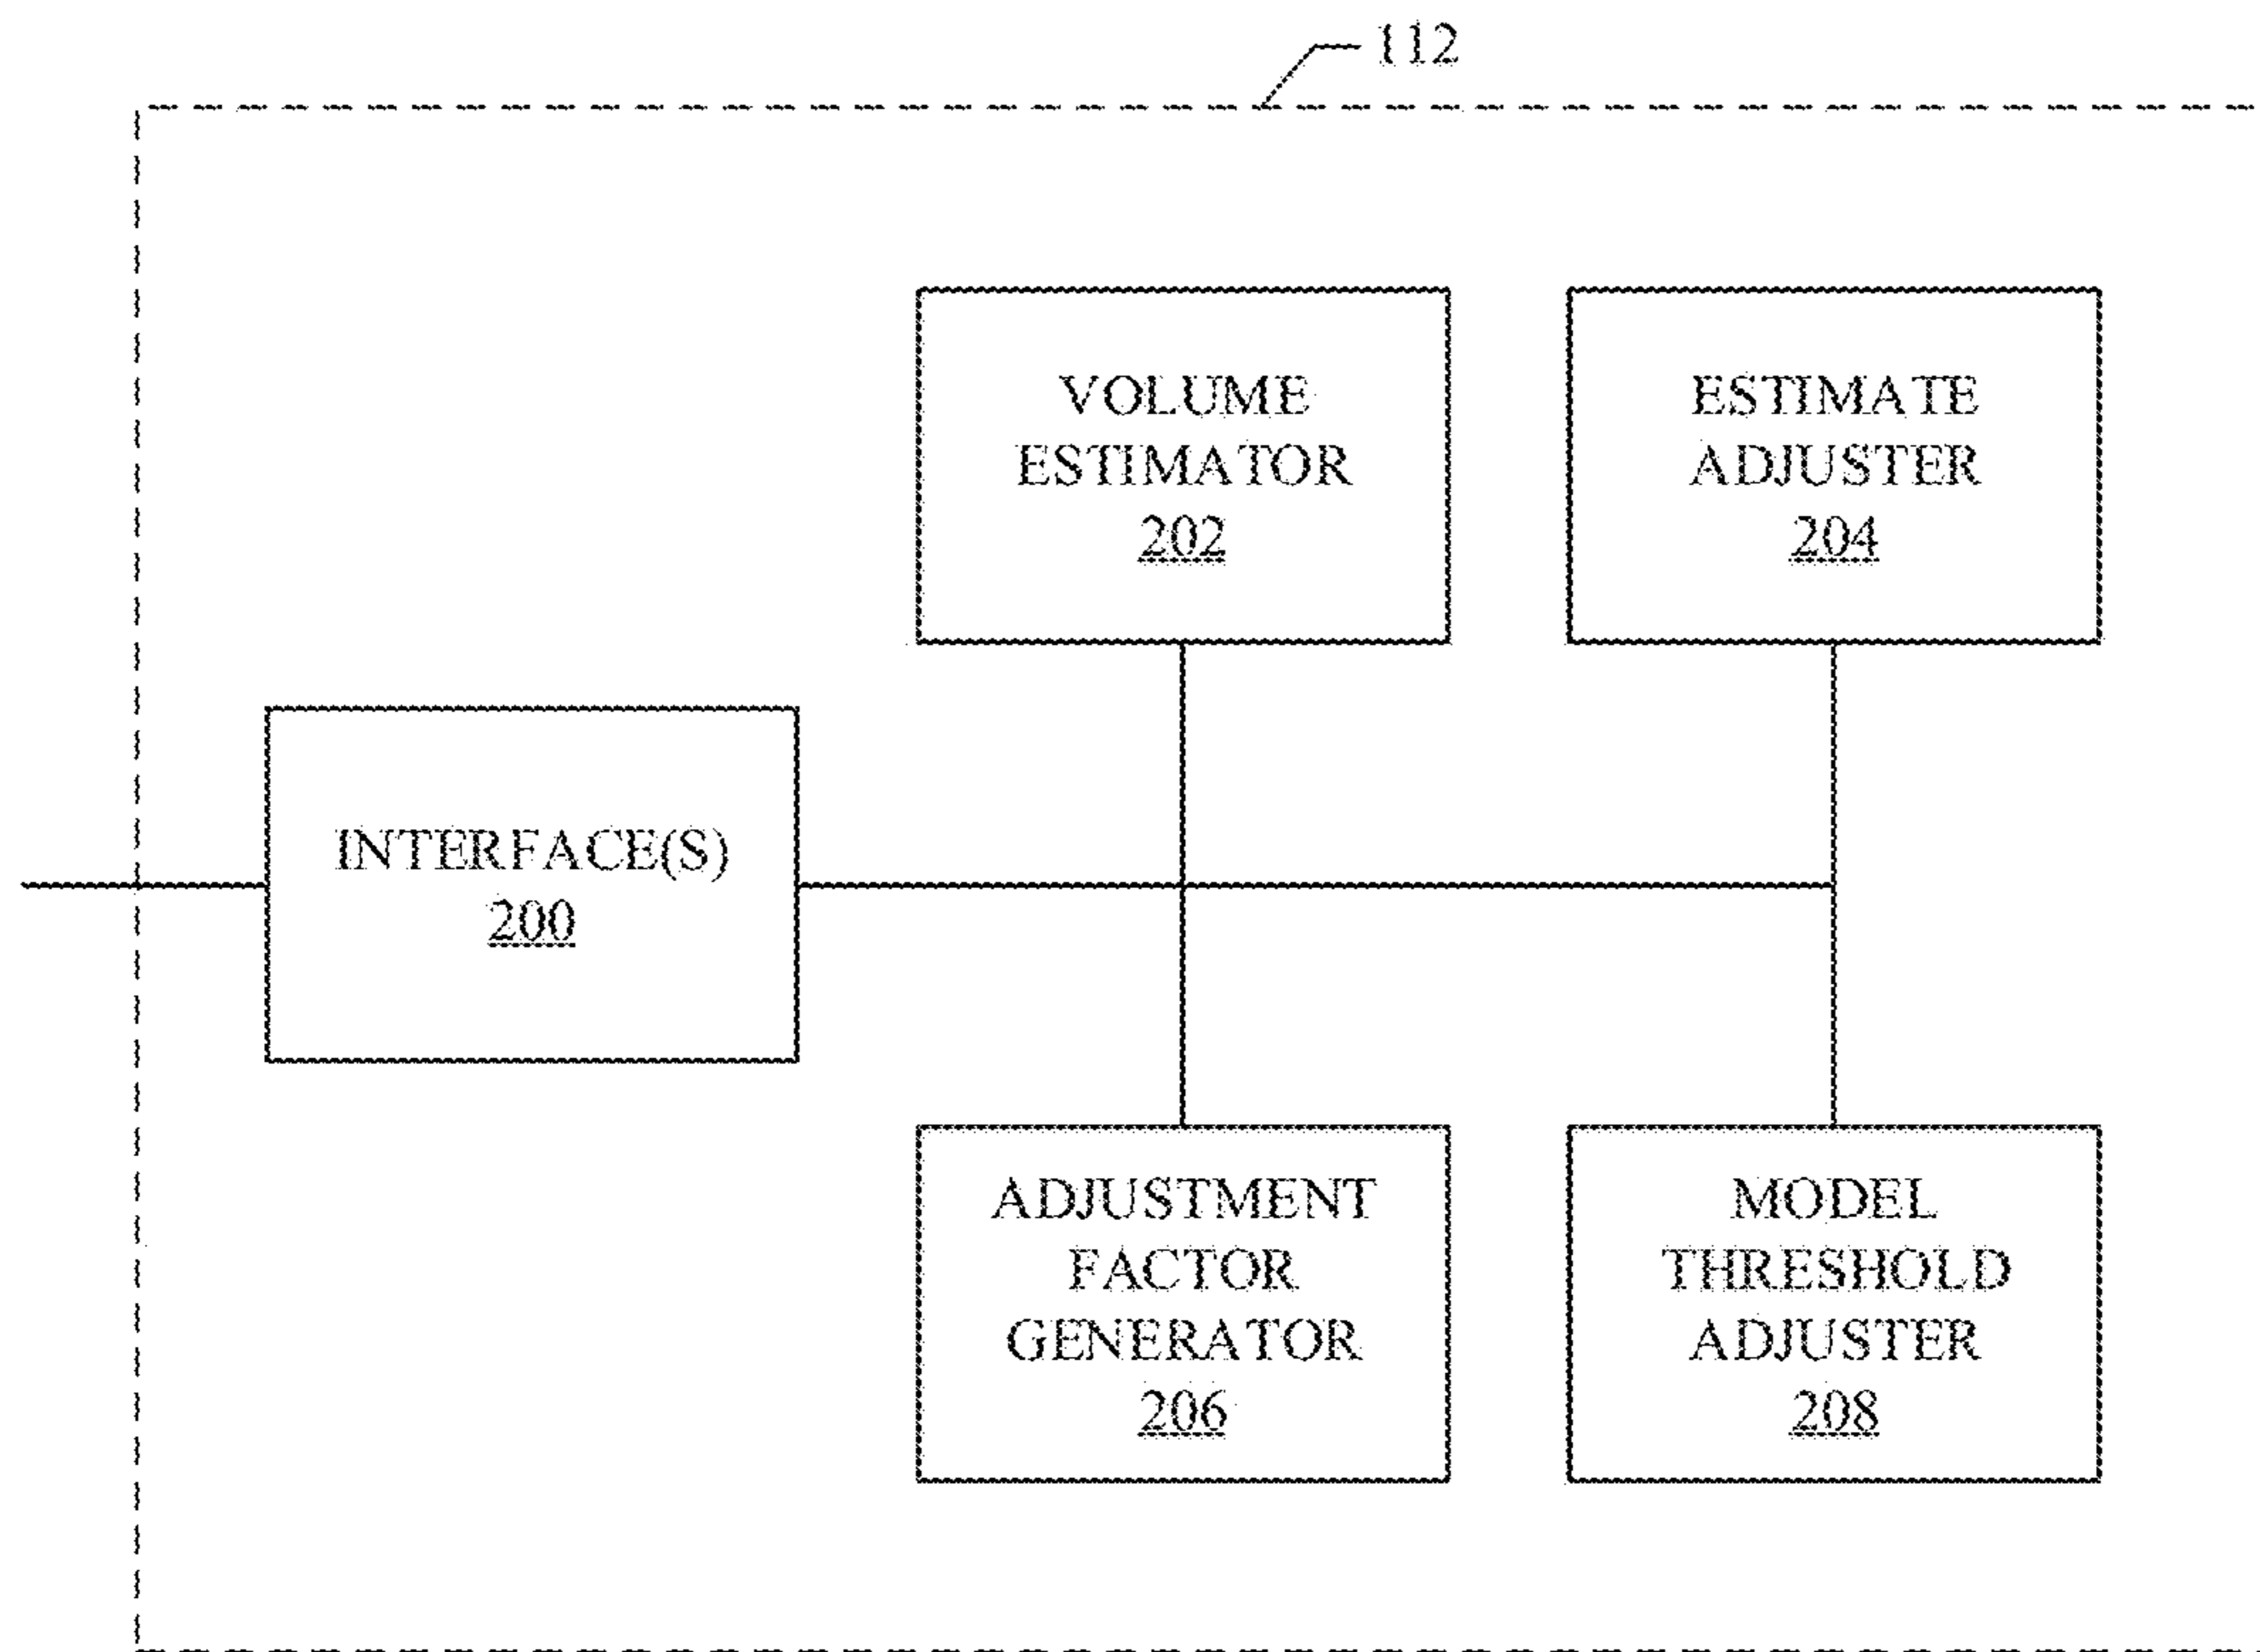 112
VOLUME
ESTIMATOR
202
ESTIMATE
ADJUSTER
204
INTERFACE(S)
200
ADJUSTMENT
FACTOR
GENERATOR
206
MODEL
THRESHOLD
ADJUSTER
208